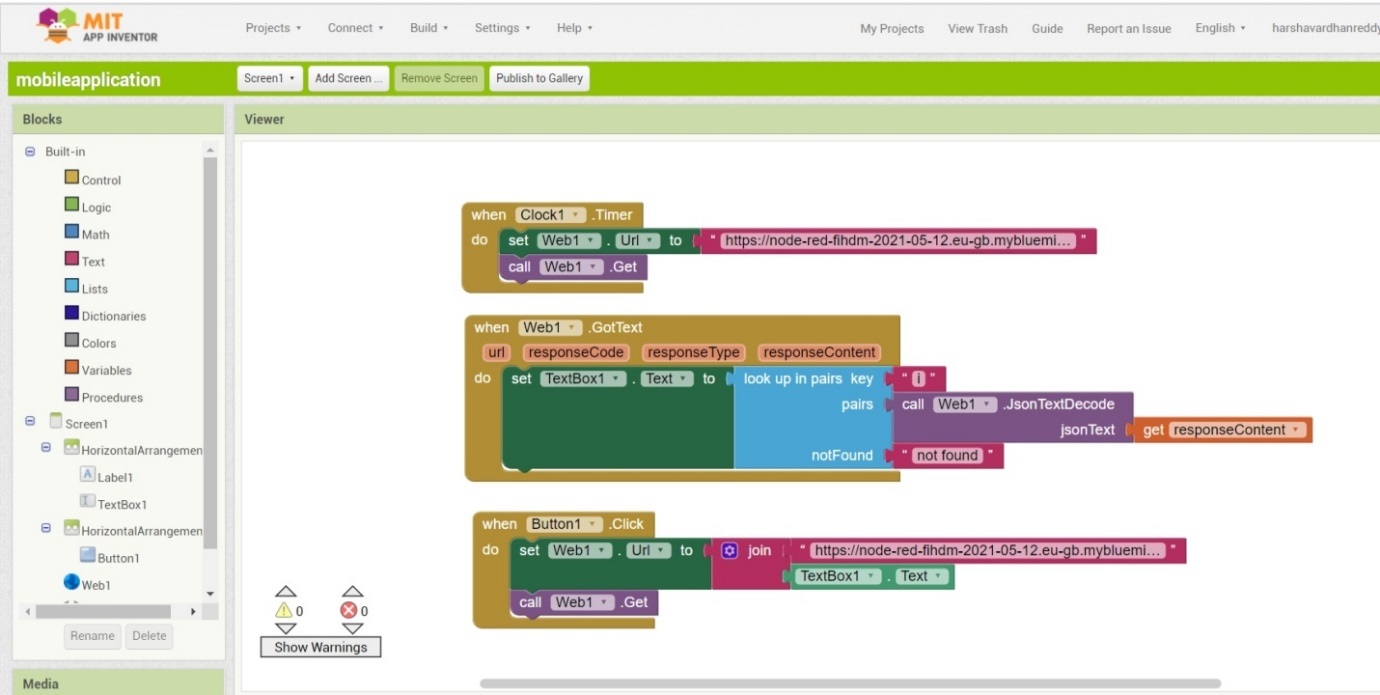 MIT
APP INVENTOR
Projects Connect Build Settings Help My Projects View Trash Guide Report an Issue English harshavardhanreddy
mobileapplication Screen1 Add Screen ... Remove Screen Publish to Gallery
Blocks
Viewer
Built-in
Control
Logic
Math
Text
Lists
Dictionaries
Colors
Variables
Procedures
Screen1
HorizontalArrangemen
Label1
TextBox1
HorizontalArrangemen
Button1
Web1
Rename Delete
Media
when Clock1 .Timer
do set Web1 . Url to " https://node-red-fihdm-2021-05-12.eu-gb.mybluemi... "
call Web1 .Get
when Web1 .GotText
url responseCode responseType responseContent
do set TextBox1 . Text to look up in pairs key " i "
pairs call Web1 .JsonTextDecode
jsonText get responseContent
notFound " not found "
when Button1 .Click
do set Web1 . Url to join " https://node-red-fihdm-2021-05-12.eu-gb.mybluemi... "
TextBox1 . Text
call Web1 .Get
0 0
Show Warnings